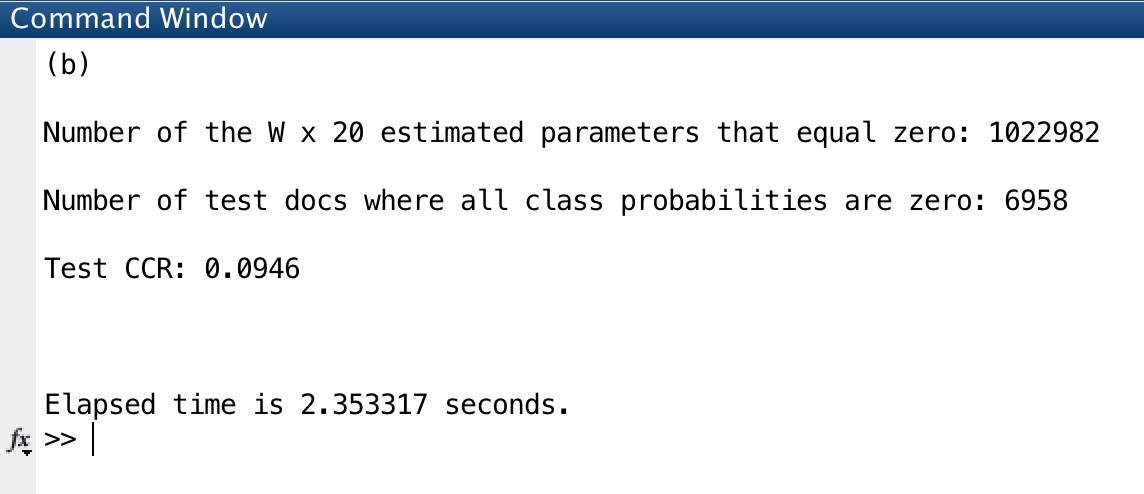 Command Window
(b)
Number of the W x 20 estimated parameters that equal zero: 1022982
Number of test docs where all class probabilities are zero: 6958
Test CCR: 0.0946
Elapsed time is 2.353317 seconds.
fx >>